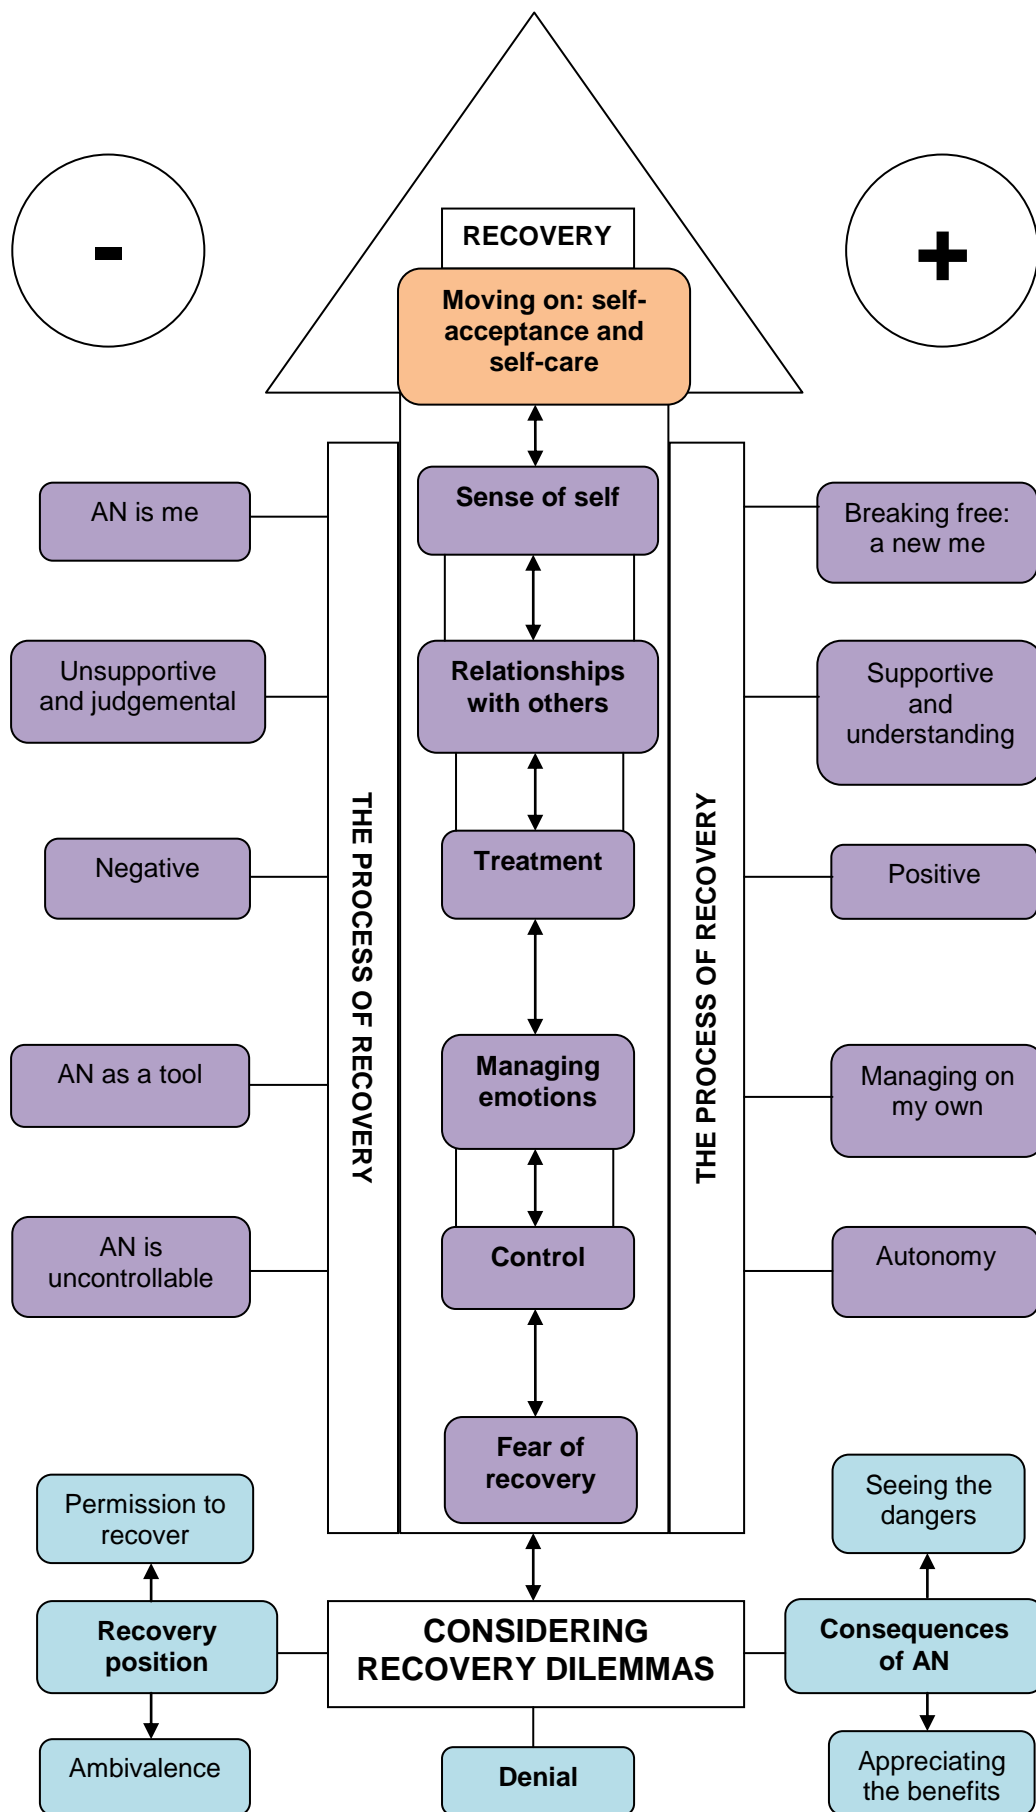 -
+
RECOVERY
Moving on: self-
acceptance and
self-care
AN is me
Sense of self
Breaking free:
a new me
Unsupportive
and judgemental
Relationships
with others
Supportive
and
understanding
THE PROCESS OF RECOVERY
THE PROCESS OF RECOVERY
Negative
Treatment
Positive
AN as a tool
Managing
emotions
Managing on
my own
AN is
uncontrollable
Control
Autonomy
Fear of
recovery
Permission to
recover
Seeing the
dangers
Recovery
position
CONSIDERING
RECOVERY DILEMMAS
Consequences
of AN
Ambivalence
Denial
Appreciating
the benefits